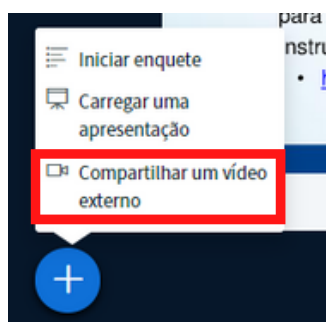 para
nstru
Iniciar enquete
Carregar uma
apresentação
Compartilhar um vídeo
externo